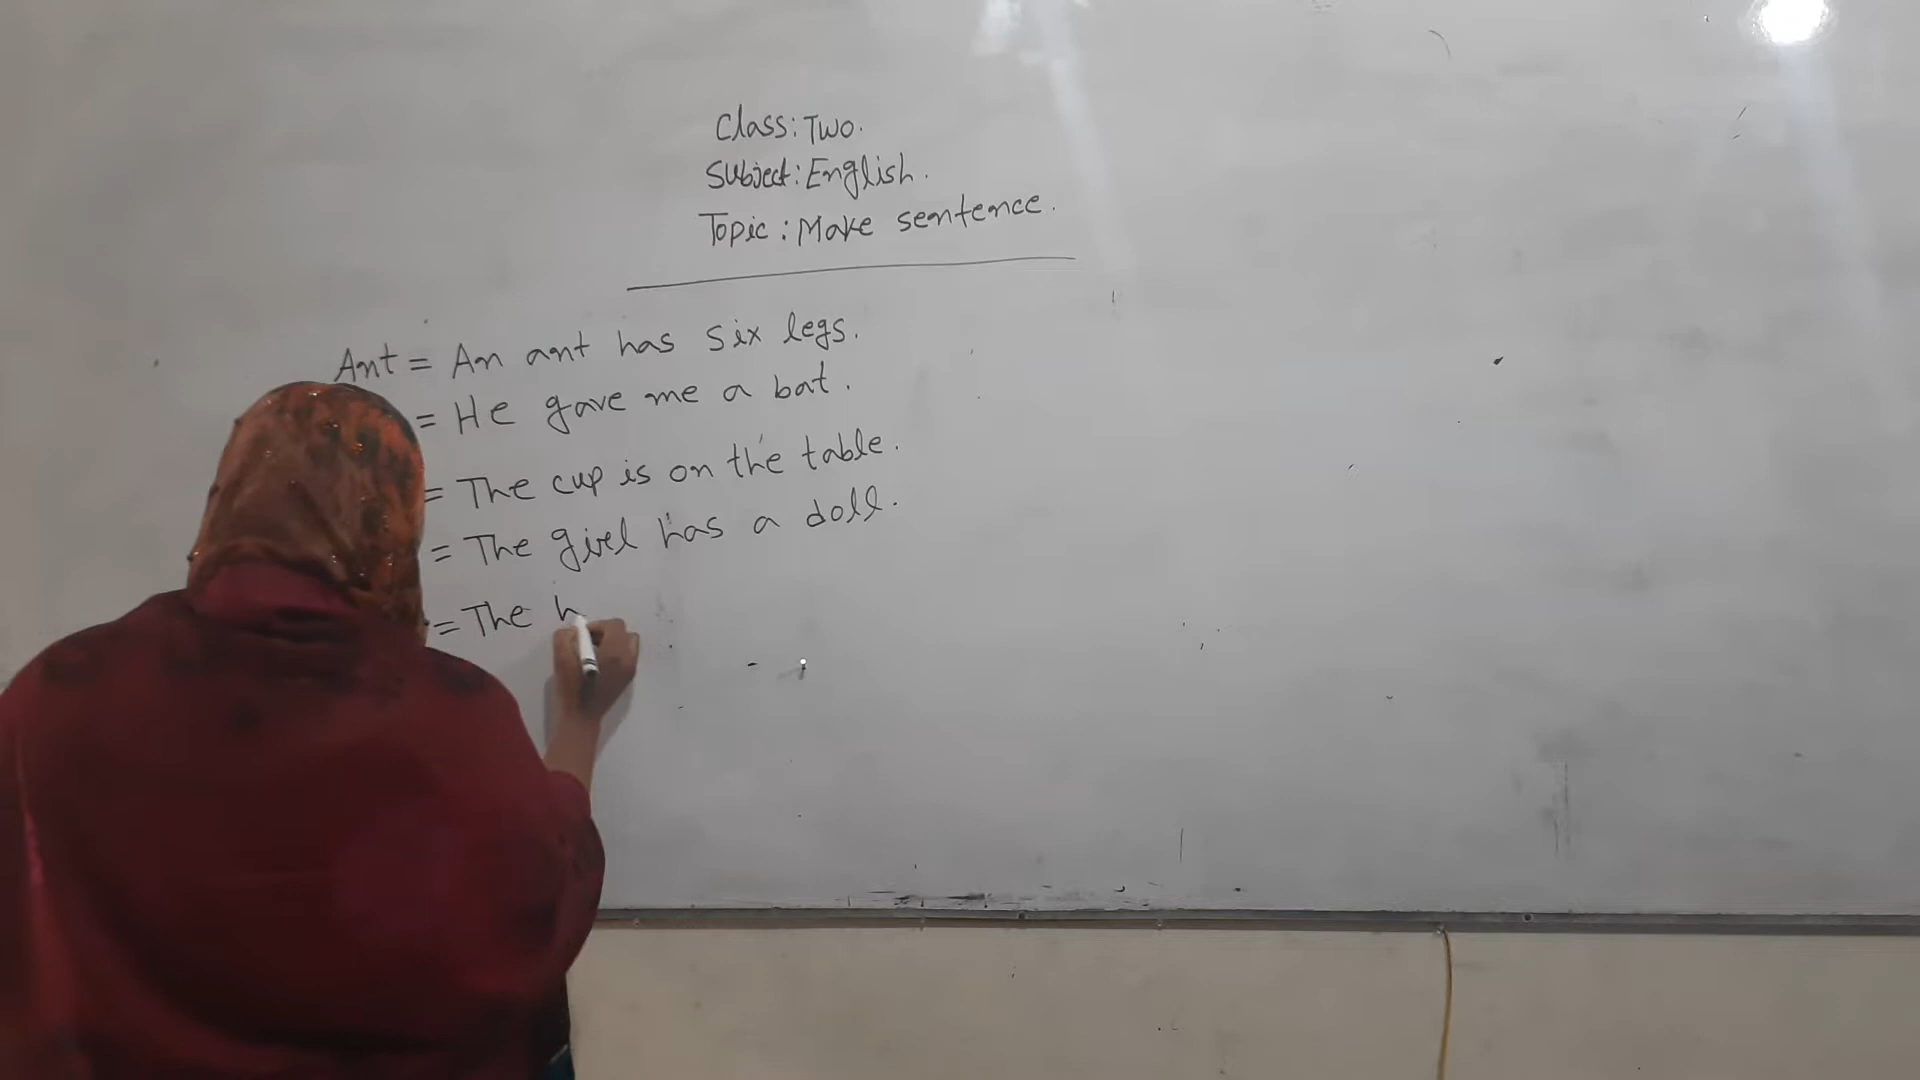 Class: Two.
Subject: English.
Topic: Make sentence.
Ant = An ant has six legs.
= He gave me a bat.
= The cup is on the table.
= The girl has a doll.
= The h